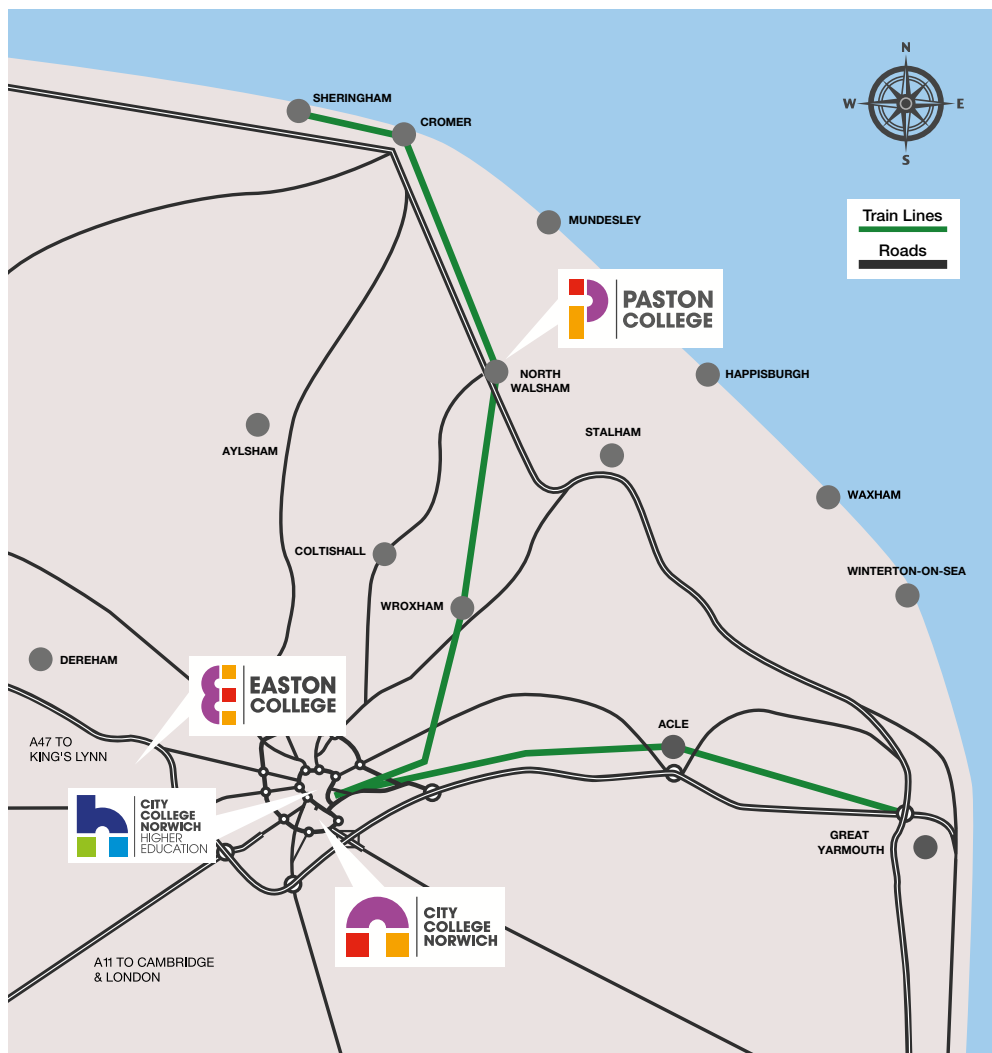 N
SHERINGHAM
CROMER
W
E
S
MUNDESLEY
Train Lines
Roads
PASTON
COLLEGE
NORTH
WALSHAM
HAPPISBURGH
STALHAM
AYLSHAM
WAXHAM
COLTISHALL
WINTERTON-ON-SEA
WROXHAM
DEREHAM
EASTON
COLLEGE
ACLE
A47 TO
KING'S LYNN
CITY
COLLEGE
NORWICH
HIGHER
EDUCATION
GREAT
YARMOUTH
CITY
COLLEGE
NORWICH
A11 TO CAMBRIDGE
& LONDON